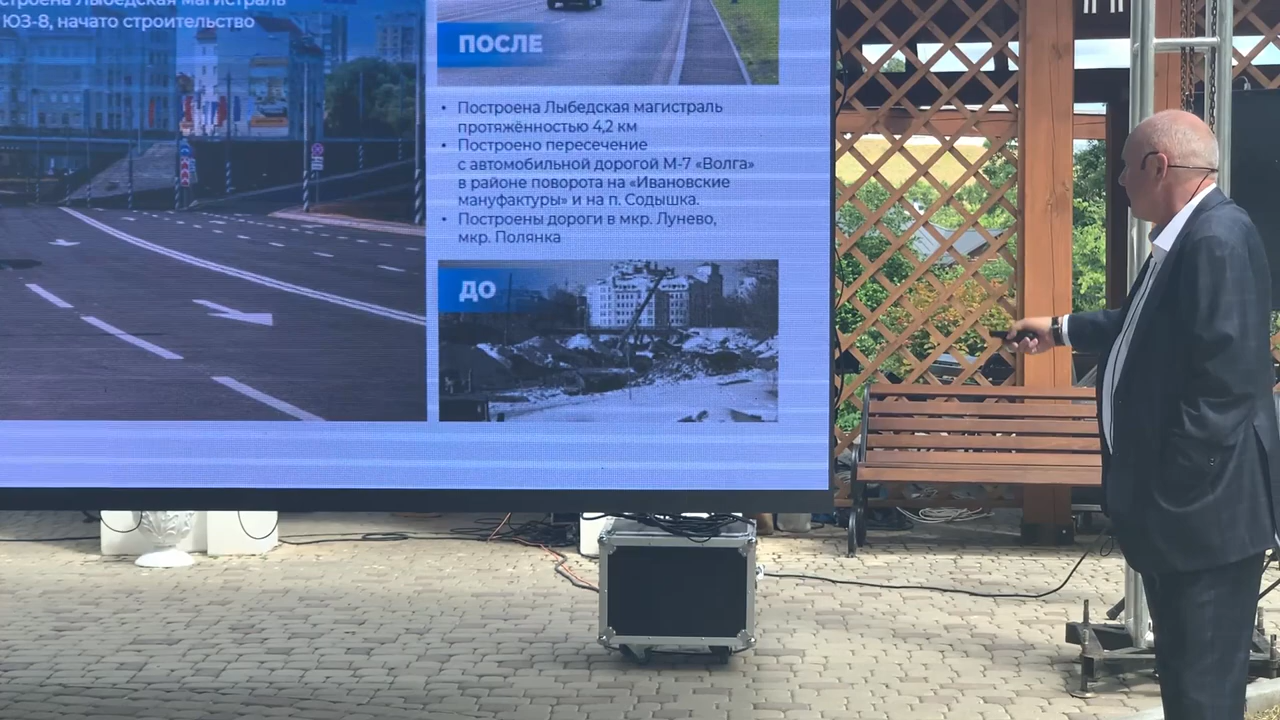 строена Лыбедская магистраль
ЮЗ-8, начато строительство
ПОСЛЕ
• Построена Лыбедская магистраль
протяжённостью 4,2 км
• Построено пересечение
с автомобильной дорогой М-7 «Волга»
в районе поворота на «Ивановские
мануфактуры» и на п. Содышка.
• Построены дороги в мкр. Лунево,
мкр. Полянка
ДО